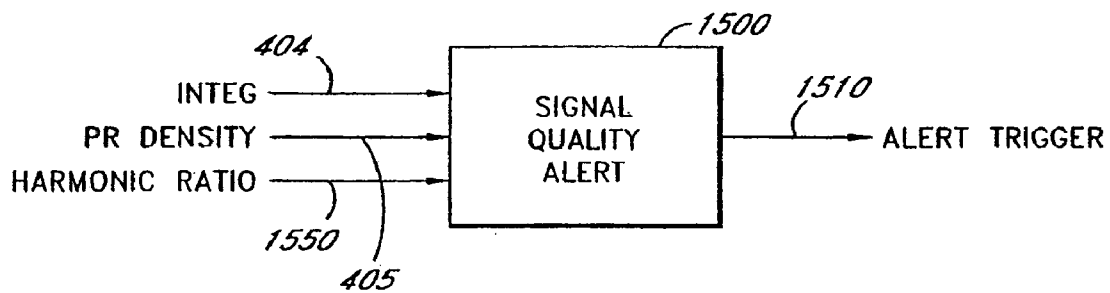 1500
404
1510
INTEG
PR DENSITY
HARMONIC RATIO
SIGNAL
QUALITY
ALERT
ALERT TRIGGER
1550
405